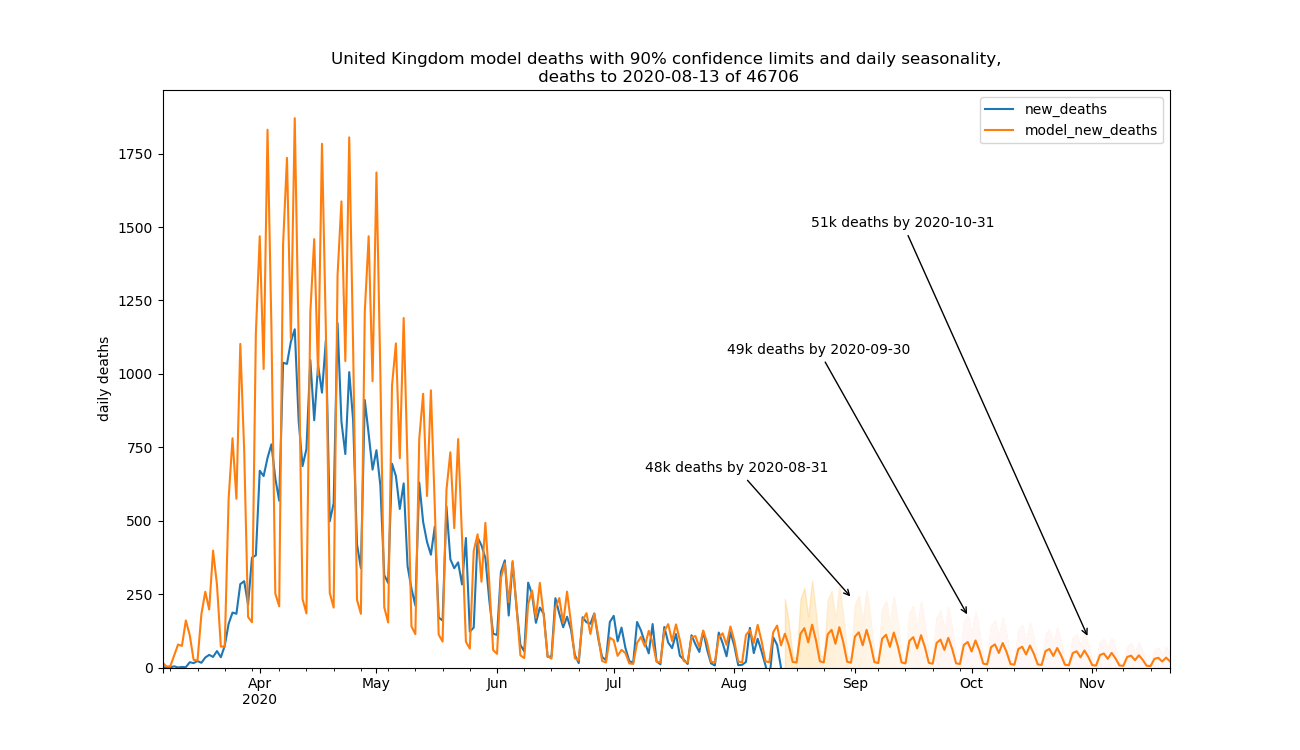 United Kingdom model deaths with 90% confidence limits and daily seasonality,
deaths to 2020-08-13 of 46706
new_deaths
model_new_deaths
1750
1500
1250
1000
750
500
250
0
daily deaths
51k deaths by 2020-10-31
49k deaths by 2020-09-30
48k deaths by 2020-08-31
Apr May Jun Jul Aug Sep Oct Nov
2020